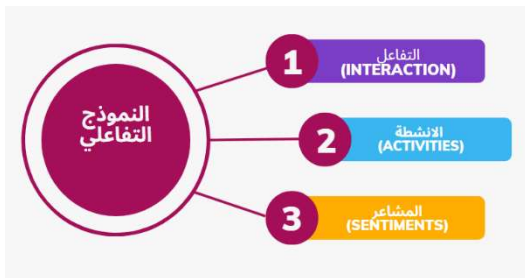 النموذج
التفاعلي
1
التفاعل
(INTERACTION)
2
الانشطة
(ACTIVITIES)
3
المشاعر
(SENTIMENTS)